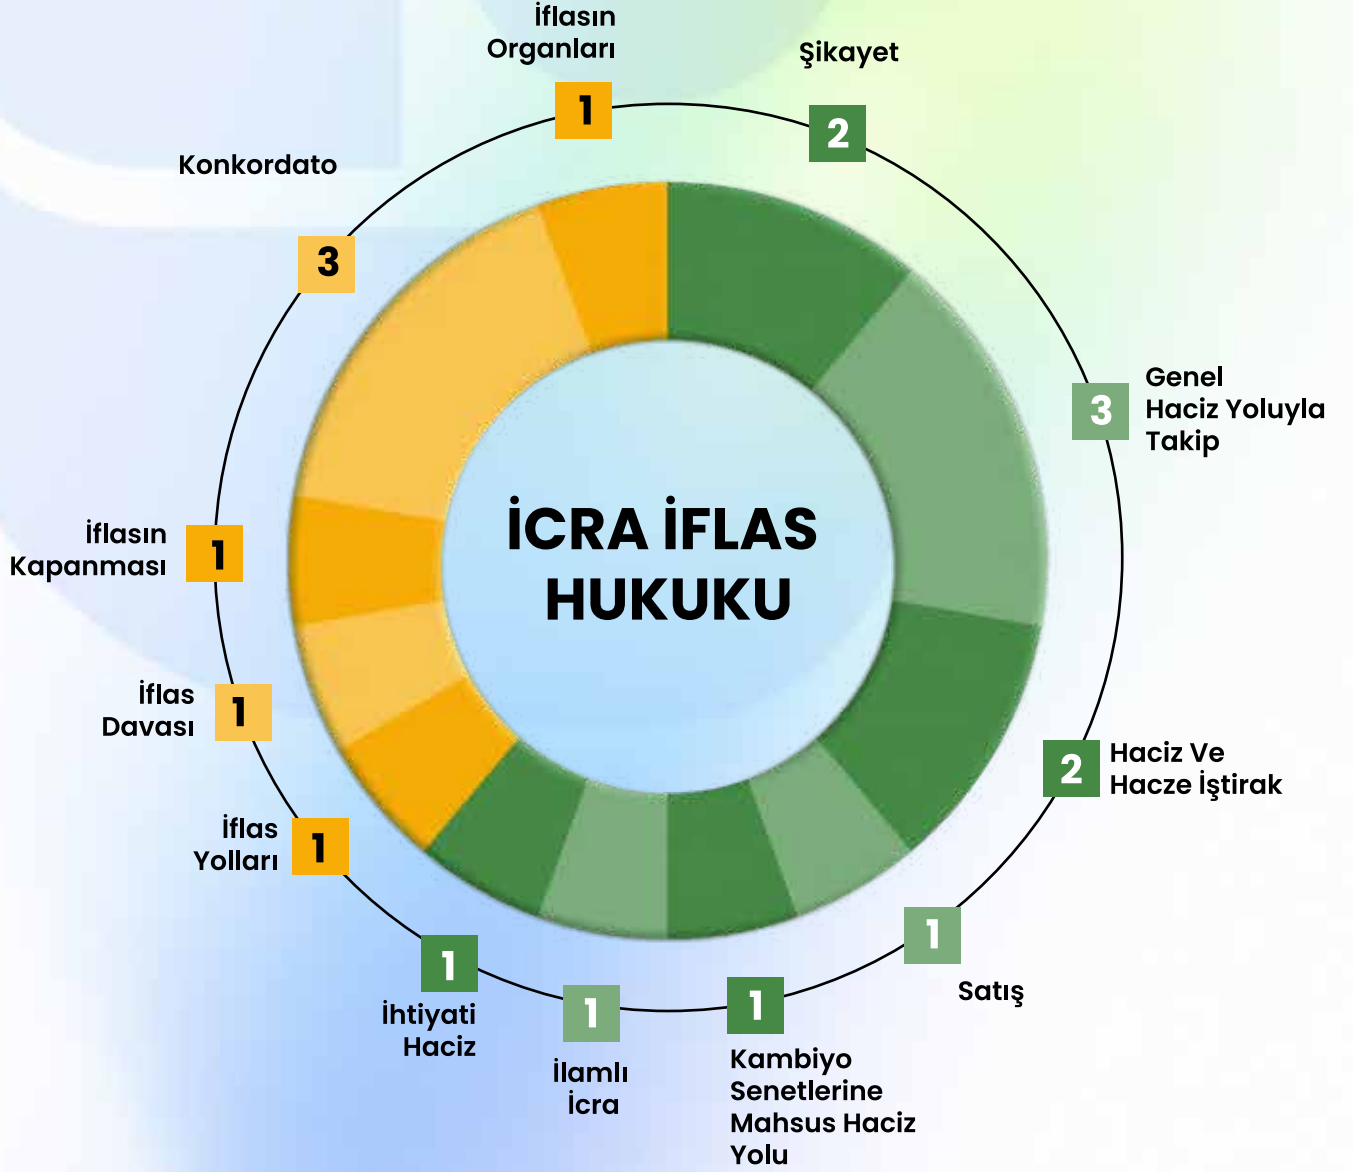 İCRA İFLAS
HUKUKU
Şikayet
2
Genel
Haciz Yoluyla
Takip
3
Haciz Ve
Hacze İştirak
2
Satış
1
Kambiyo
Senetlerine
Mahsus Haciz
Yolu
1
İlamlı
İcra
1
İhtiyati
Haciz
1
İflas
Yolları
1
İflas
Davası
1
İflasın
Kapanması
1
Konkordato
3
İflasın
Organları
1